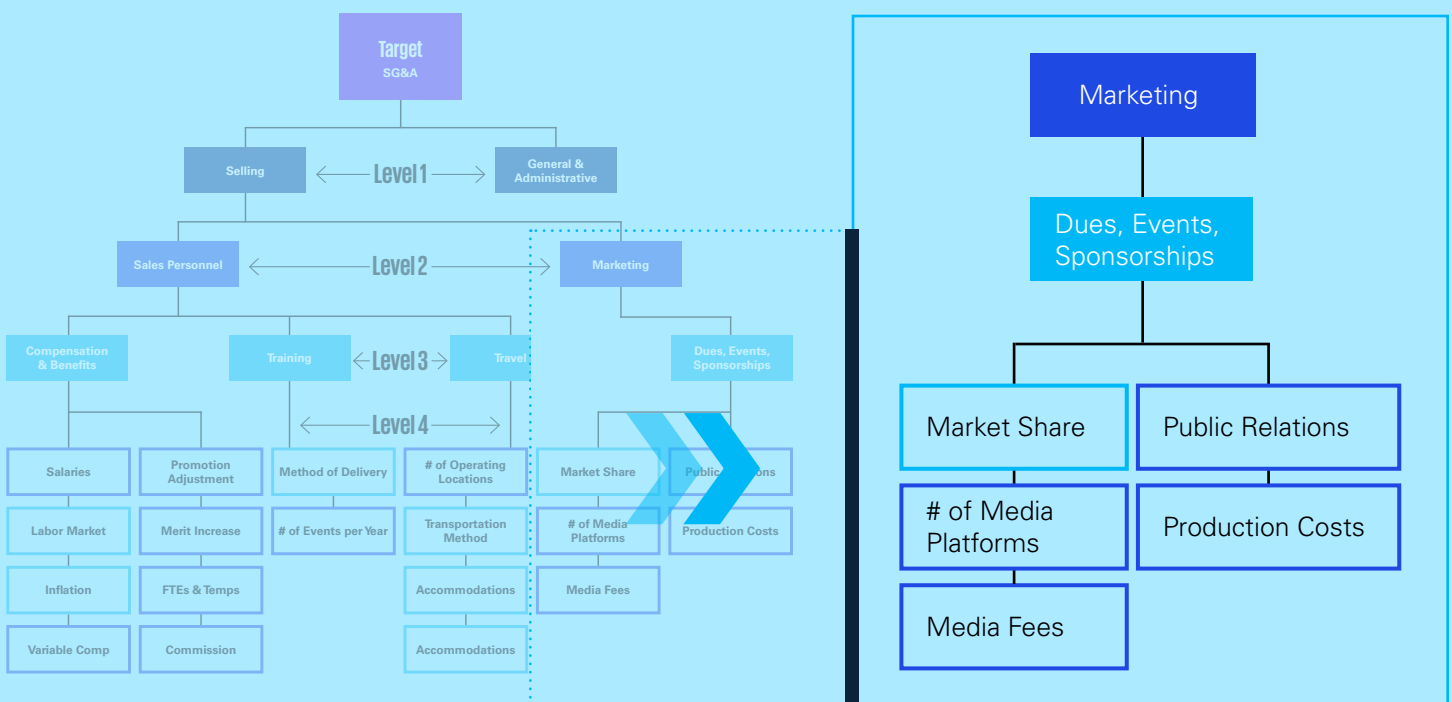 Target
SG&A
Selling
Level 1
General &
Administrative
Sales Personnel
Level 2
Marketing
Compensation
& Benefits
Training
Level 3
Travel
Dues, Events,
Sponsorships
Level 4
Salaries
Promotion
Adjustment
Method of Delivery
# of Operating
Locations
Market Share
Public
ons
Labor Market
Merit Increase
# of Events per Year
Transportation
Method
# of Media
Platforms
Production Costs
Inflation
FTEs & Temps
Accommodations
Media Fees
Variable Comp
Commission
Accommodations
Marketing
Dues, Events,
Sponsorships
Market Share
Public Relations
# of Media
Platforms
Production Costs
Media Fees